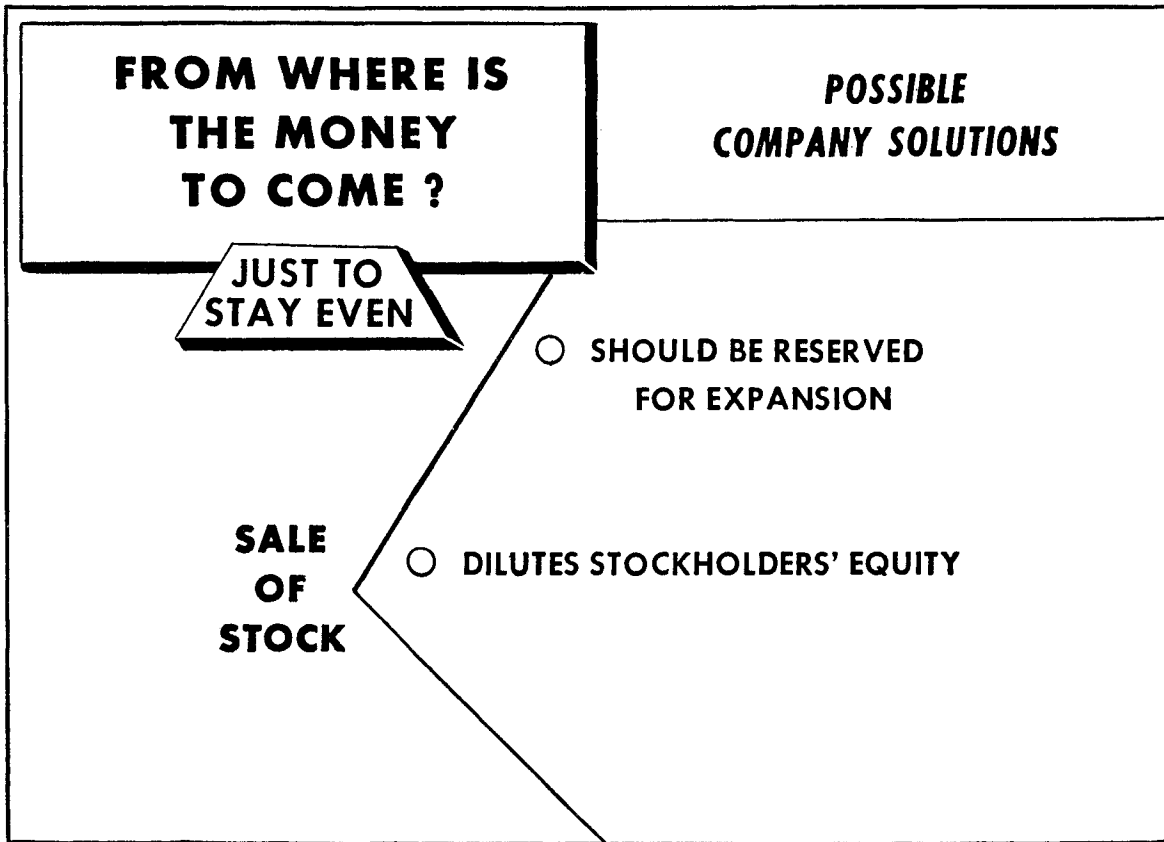 FROM WHERE IS
THE MONEY
TO COME ?
JUST TO
STAY EVEN
POSSIBLE
COMPANY SOLUTIONS
SHOULD BE RESERVED
FOR EXPANSION
SALE
OF
STOCK
DILUTES STOCKHOLDERS' EQUITY